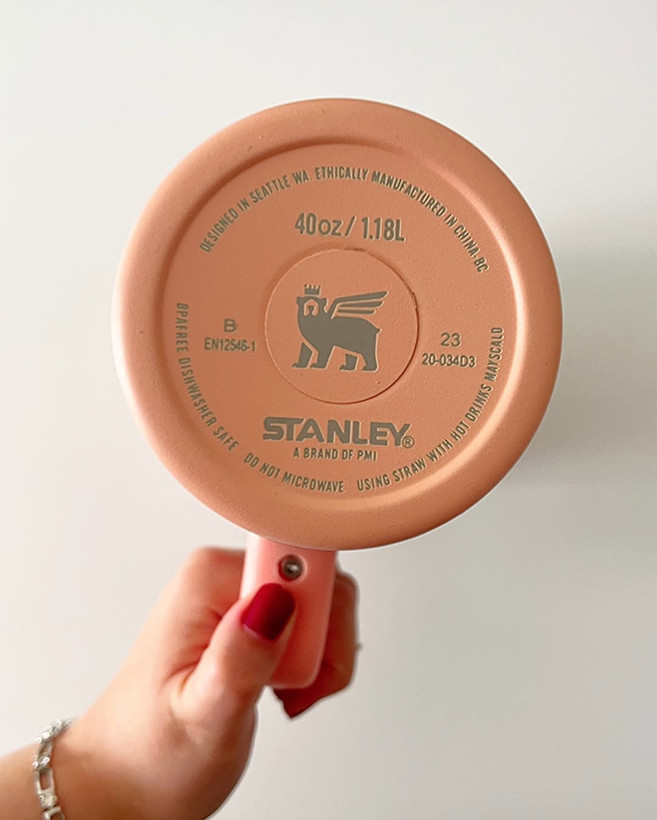 DESIGNED IN SEATTLE WA. ETHICALLY MANUFACTURED IN CHINA-BC
40oz / 1.18L
B
EN12546-1
23
20-034D3
STANLEY®
A BRAND OF PMI
BPAFREE DISHWASHER SAFE DO NOT MICROWAVE USING STRAW WITH HOT DRINKS MAYSCALD